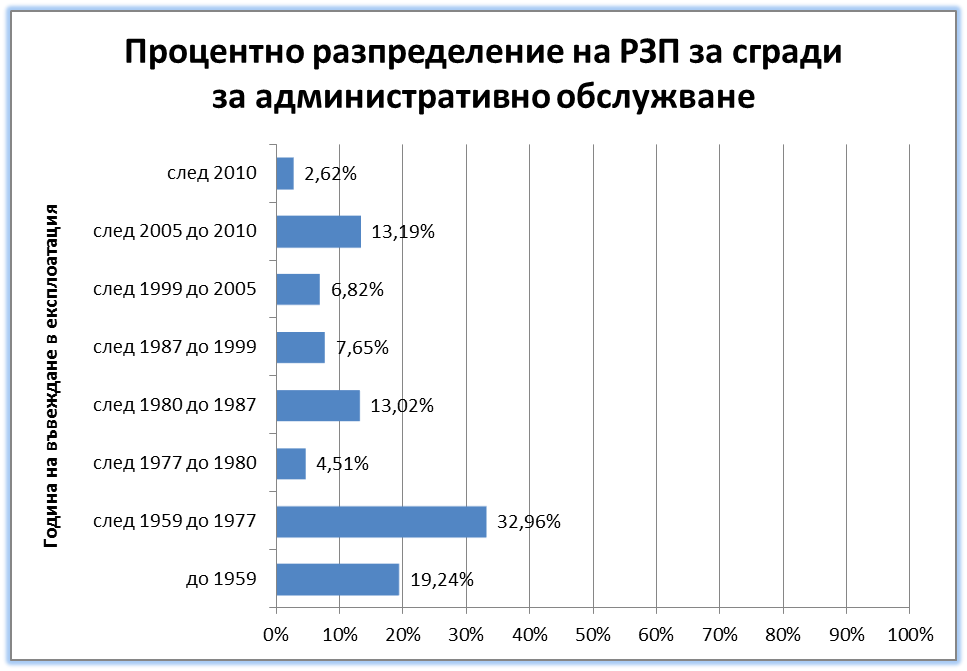 Процентно разпределение на РЗП за сгради
за административно обслужване
Година на въвеждане в експлоатация
след 2010 2,62%
след 2005 до 2010 13,19%
след 1999 до 2005 6,82%
след 1987 до 1999 7,65%
след 1980 до 1987 13,02%
след 1977 до 1980 4,51%
след 1959 до 1977 32,96%
до 1959 19,24%
0% 10% 20% 30% 40% 50% 60% 70% 80% 90% 100%